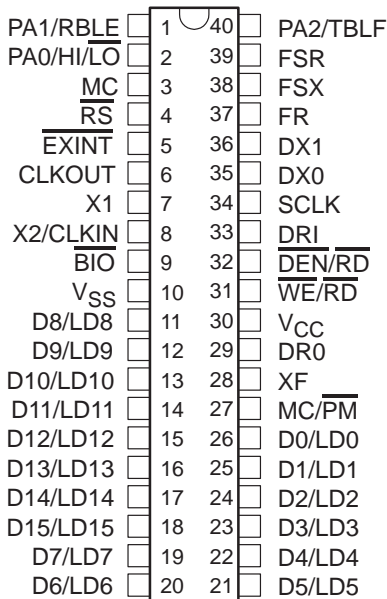 PA1/RBLE 1 40 PA2/TBLF
PA0/HI/LO 2 39 FSR
MC 3 38 FSX
RS 4 37 FR
EXINT 5 36 DX1
CLKOUT 6 35 DX0
X1 7 34 SCLK
X2/CLKIN 8 33 DRI
BIO 9 32 DEN/RD
VSS 10 31 WE/RD
D8/LD8 11 30 VCC
D9/LD9 12 29 DR0
D10/LD10 13 28 XF
D11/LD11 14 27 MC/PM
D12/LD12 15 26 D0/LD0
D13/LD13 16 25 D1/LD1
D14/LD14 17 24 D2/LD2
D15/LD15 18 23 D3/LD3
D7/LD7 19 22 D4/LD4
D6/LD6 20 21 D5/LD5